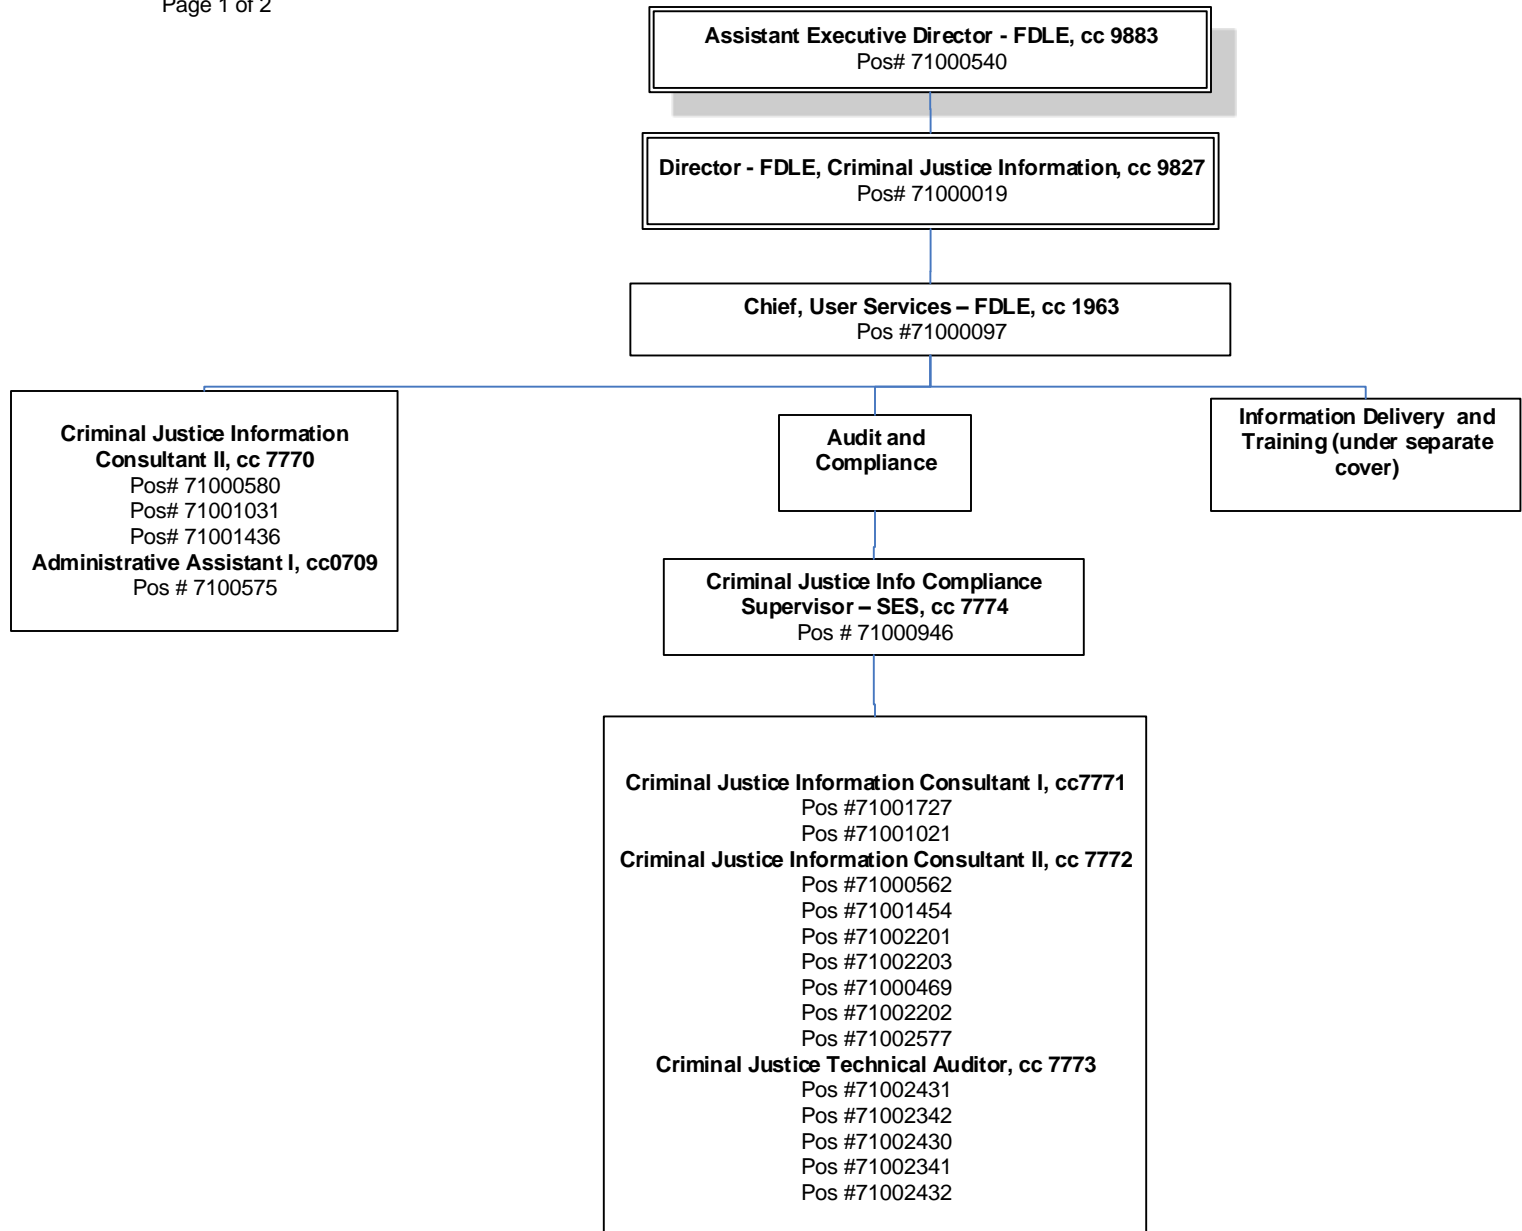 Page 1 of 2
Assistant Executive Director - FDLE, cc 9883
Pos# 71000540
Director - FDLE, Criminal Justice Information, cc 9827
Pos# 71000019
Chief, User Services – FDLE, cc 1963
Pos #71000097
Criminal Justice Information
Consultant II, cc 7770
Pos# 71000580
Pos# 71001031
Pos# 71001436
Administrative Assistant I, cc0709
Pos # 7100575
Audit and
Compliance
Information Delivery and
Training (under separate
cover)
Criminal Justice Info Compliance
Supervisor – SES, cc 7774
Pos # 71000946
Criminal Justice Information Consultant I, cc7771
Pos #71001727
Pos #71001021
Criminal Justice Information Consultant II, cc 7772
Pos #71000562
Pos #71001454
Pos #71002201
Pos #71002203
Pos #71000469
Pos #71002202
Pos #71002577
Criminal Justice Technical Auditor, cc 7773
Pos #71002431
Pos #71002342
Pos #71002430
Pos #71002341
Pos #71002432